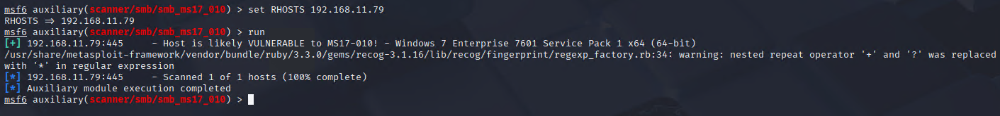 msf6 auxiliary(scanner/smb/smb_ms17_010) > set RHOSTS 192.168.11.79
RHOSTS => 192.168.11.79
msf6 auxiliary(scanner/smb/smb_ms17_010) > run
[+] 192.168.11.79:445     - Host is likely VULNERABLE to MS17-010! - Windows 7 Enterprise 7601 Service Pack 1 x64 (64-bit)
/usr/share/metasploit-framework/vendor/bundle/ruby/3.3.0/gems/recog-3.1.16/lib/recog/fingerprint/regexp_factory.rb:34: warning: nested repeat operator '+' and '?' was replaced
with '*' in regular expression
[*] 192.168.11.79:445     - Scanned 1 of 1 hosts (100% complete)
[*] Auxiliary module execution completed
msf6 auxiliary(scanner/smb/smb_ms17_010) >